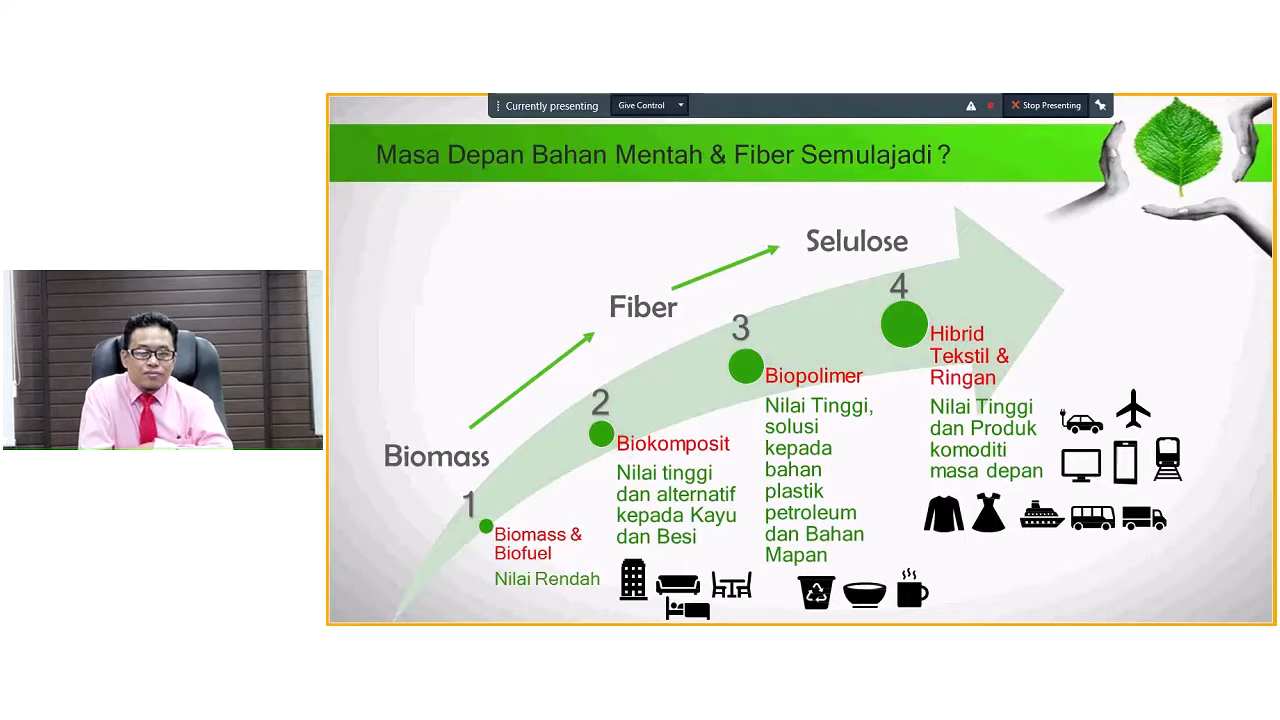 Currently presenting
Give Control
Stop Presenting
Masa Depan Bahan Mentah & Fiber Semulajadi ?
Selulose
Fiber
Biomass
1
Biomass &
Biofuel
Nilai Rendah
2
Biokomposit
Nilai tinggi
dan alternatif
kepada Kayu
dan Besi
3
Biopolimer
Nilai Tinggi,
solusi
kepada
bahan
plastik
petroleum
dan Bahan
Mapan
4
Hibrid
Tekstil &
Ringan
Nilai Tinggi
dan Produk
komoditi
masa depan